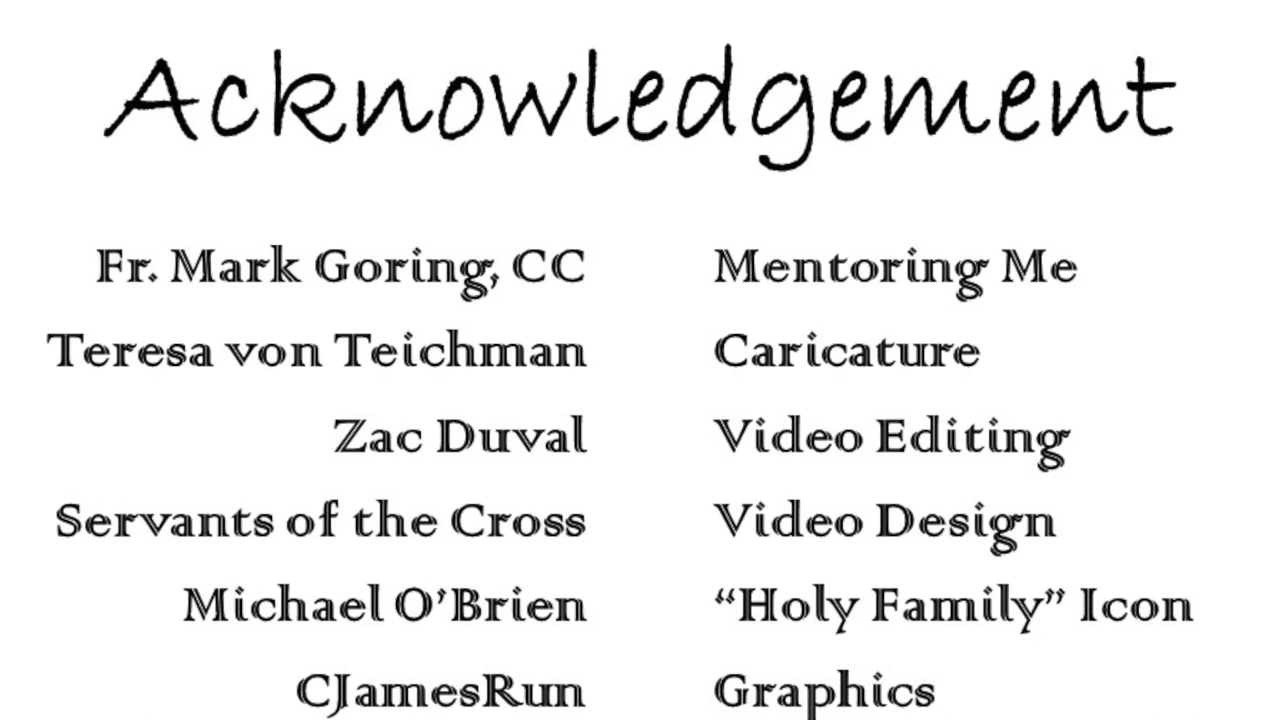 Acknowledgement
Fr. Mark Goring, CC Mentoring Me
Teresa von Teichman Caricature
Zac Duval Video Editing
Servants of the Cross Video Design
Michael O’Brien “Holy Family” Icon
CJamesRun Graphics